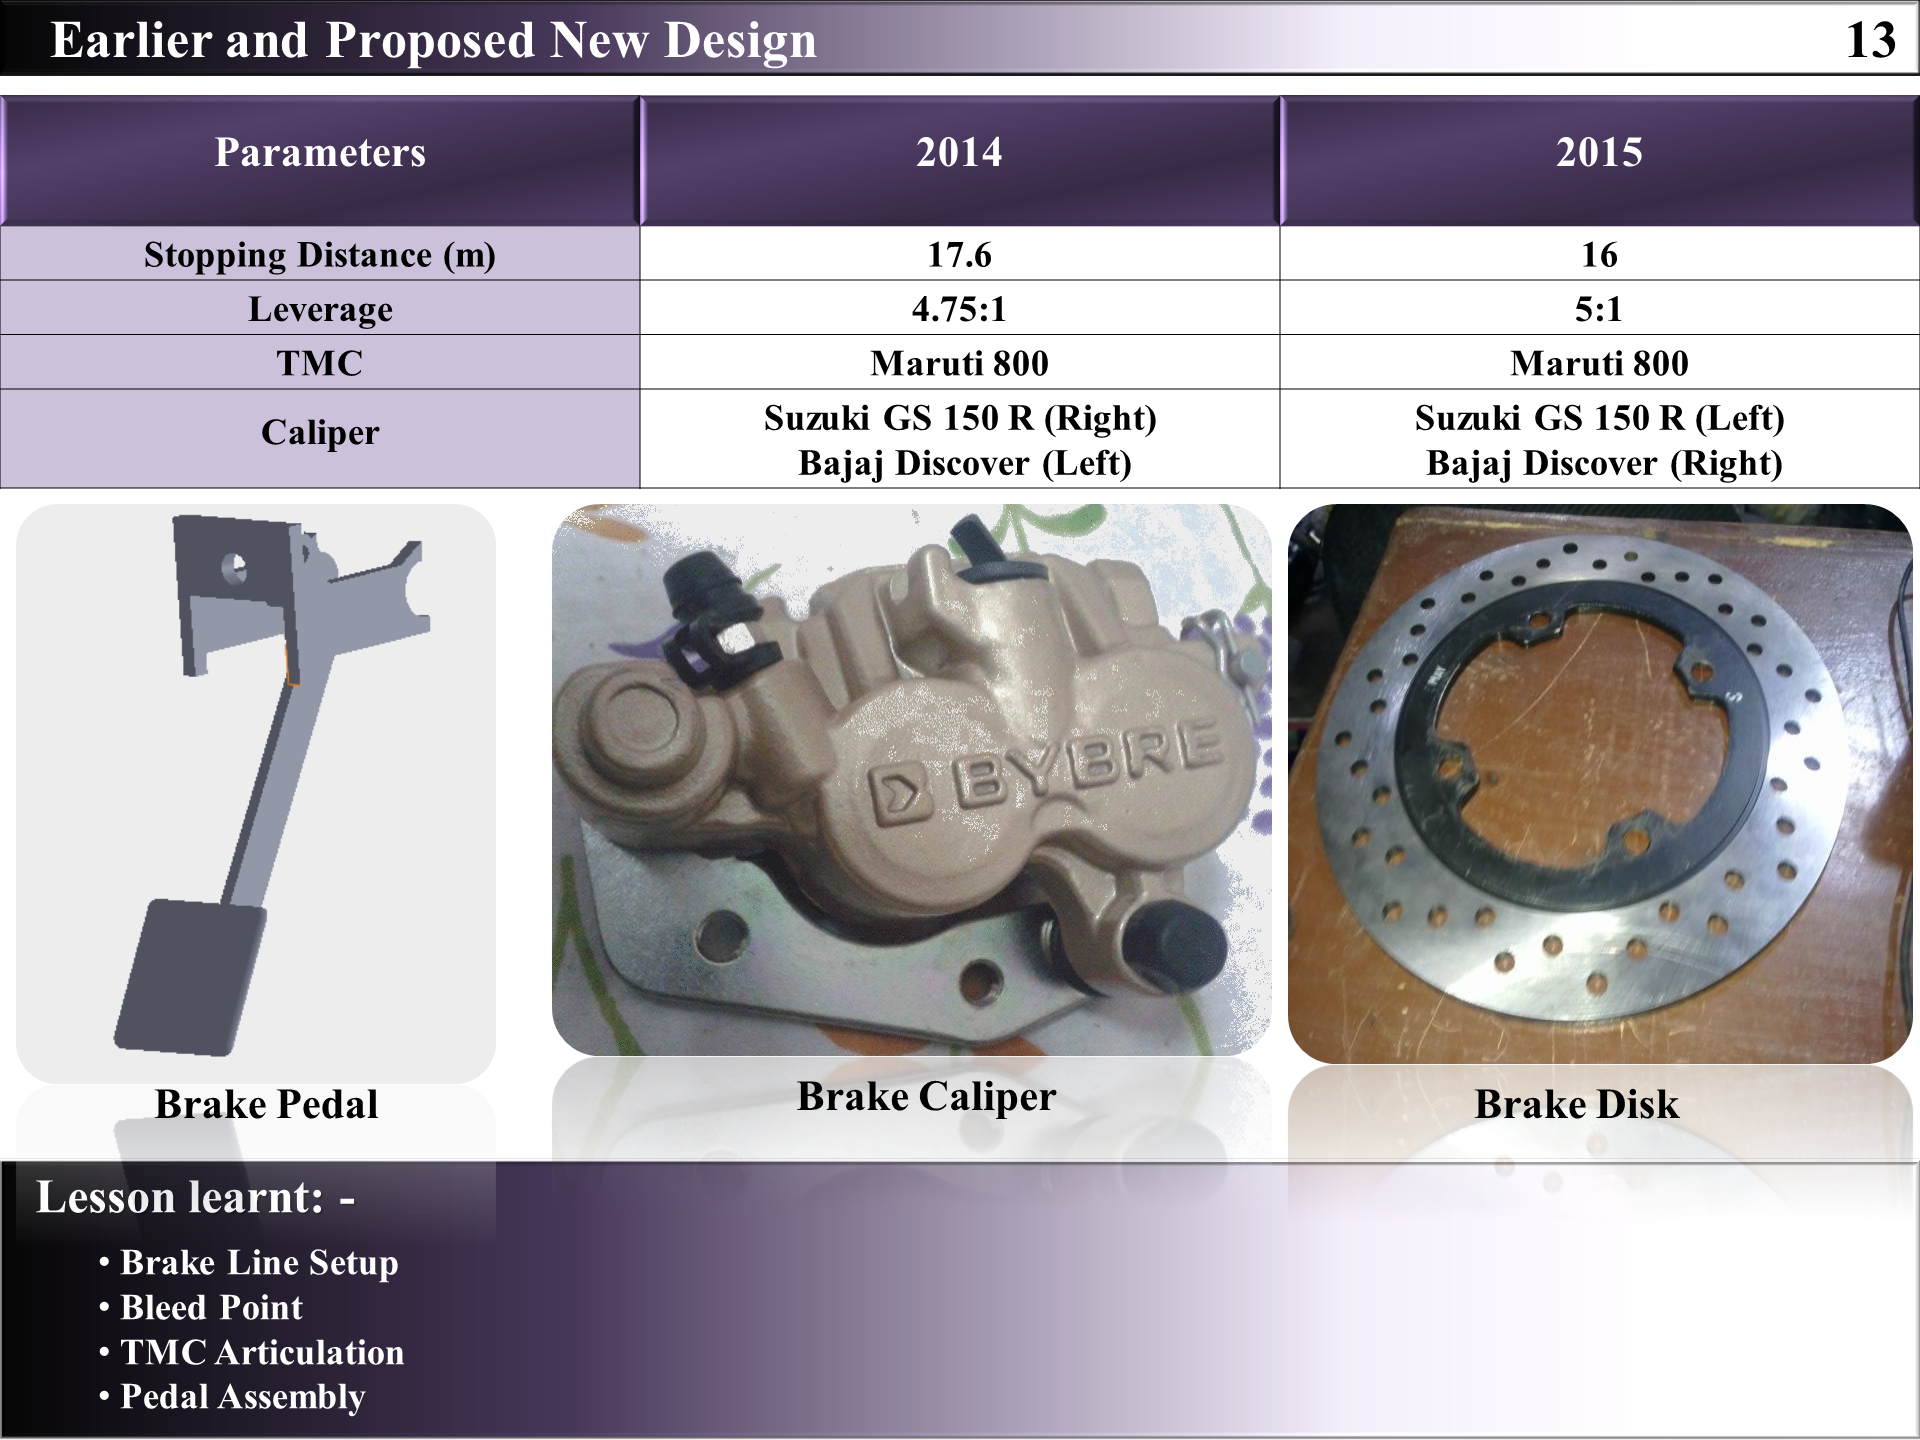 Earlier and Proposed New Design
13
Parameters 2014 2015
Stopping Distance (m) 17.6 16
Leverage 4.75:1 5:1
TMC Maruti 800 Maruti 800
Caliper
Suzuki GS 150 R (Right)
Bajaj Discover (Left)
Suzuki GS 150 R (Left)
Bajaj Discover (Right)
BYBRE
Brake Pedal
Brake Caliper
Brake Disk
Lesson learnt: -
• Brake Line Setup
• Bleed Point
• TMC Articulation
• Pedal Assembly